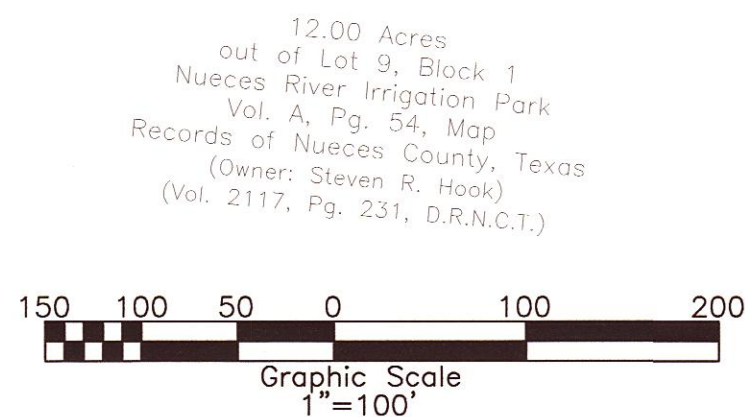 12.00 Acres
out of Lot 9, Block 1
Nueces River Irrigation Park
Vol. A, Pg. 54, Map
Records of Nueces County, Texas
(Owner: Steven R. Hook)
(Vol. 2117, Pg. 231, D.R.N.C.T.)
150 100 50 0 100 200
Graphic Scale
1"=100'